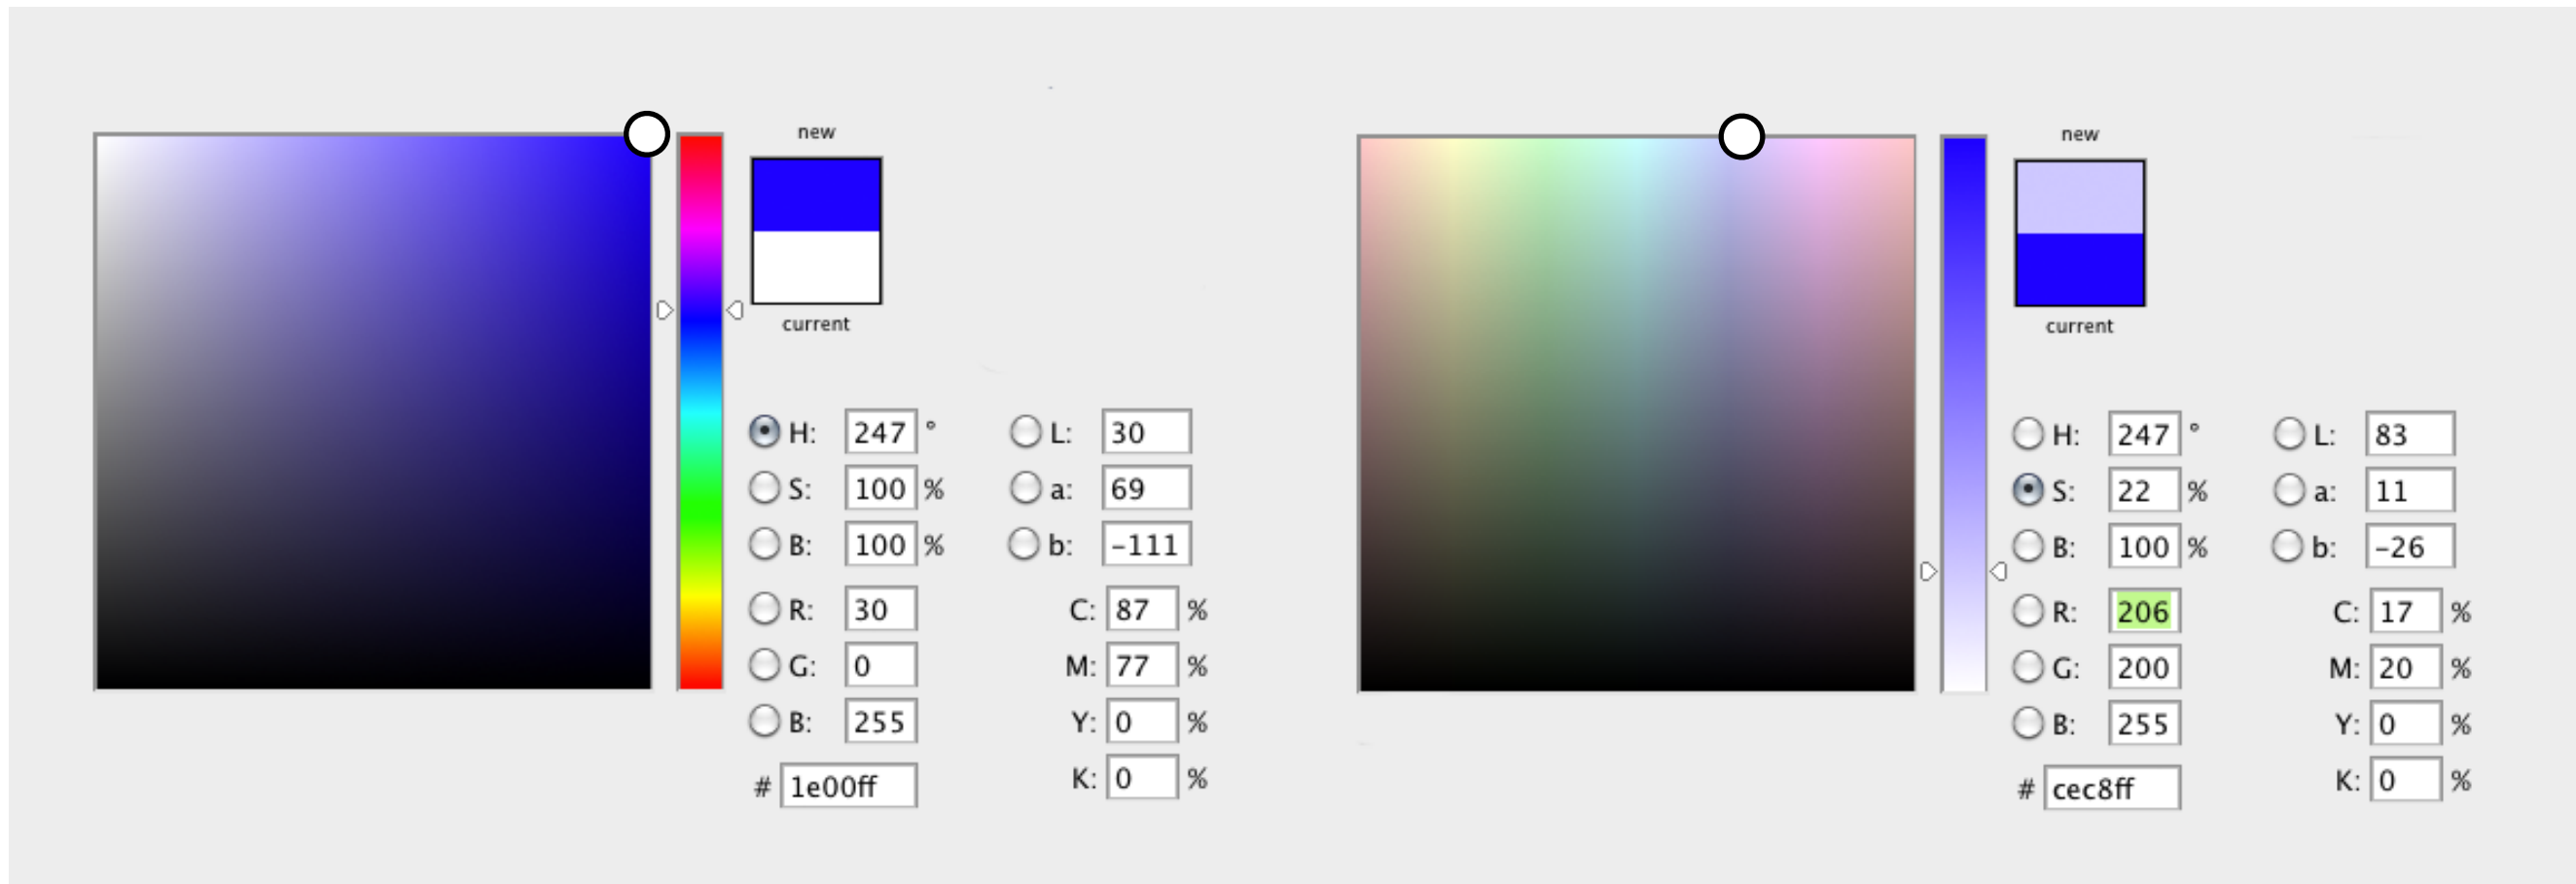 new
current
H: 247 °
L: 30
S: 100 %
a: 69
B: 100 %
b: -111
R: 30
C: 87 %
G: 0
M: 77 %
B: 255
Y: 0 %
# 1e00ff
K: 0 %
new
current
H: 247 °
L: 83
S: 22 %
a: 11
B: 100 %
b: -26
R: 206
C: 17 %
G: 200
M: 20 %
B: 255
Y: 0 %
# cec8ff
K: 0 %